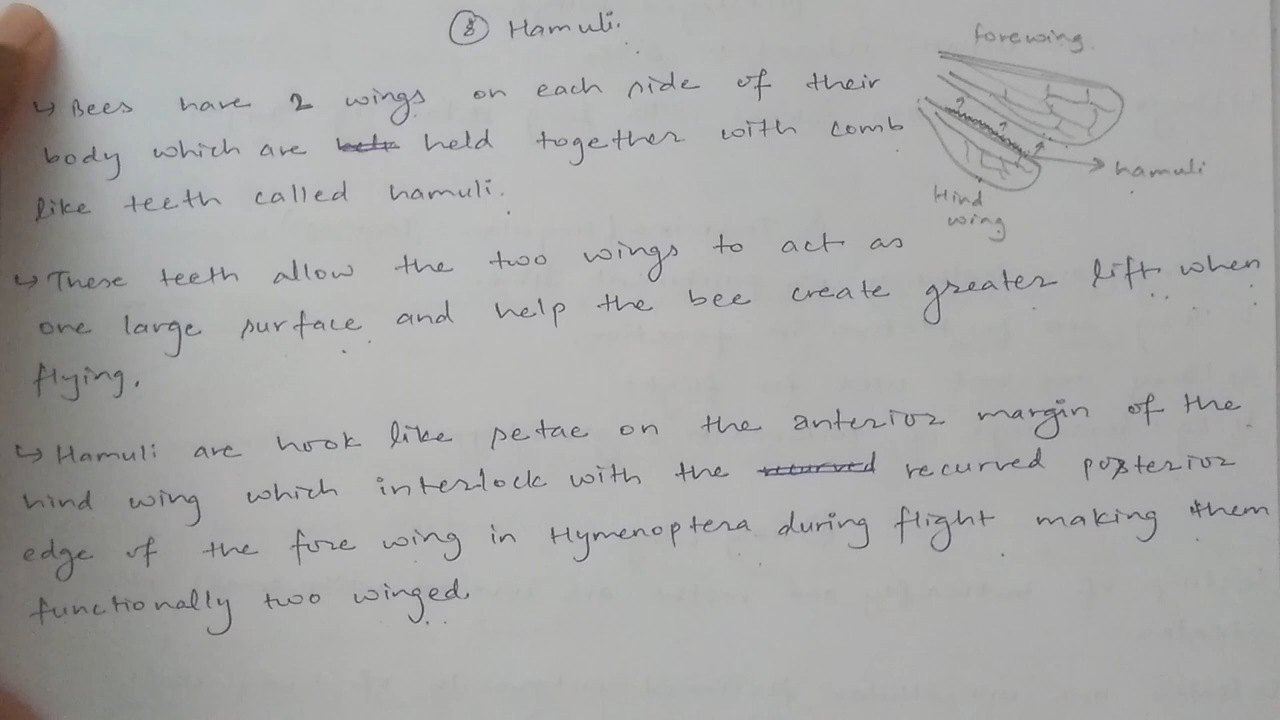 ⑧ Hamuli.
forewing
↳ Bees have 2 wings on each side of their
body which are held together with comb
like teeth called hamuli.
hamuli
Hind
wing
↳ These teeth allow the two wings to act as
one large surface and help the bee create greater lift when
flying.
↳ Hamuli are hook like setae on the anterior margin of the
hind wing which interlock with the recurved posterior
edge of the fore wing in Hymenoptera during flight making them
functionally two winged.